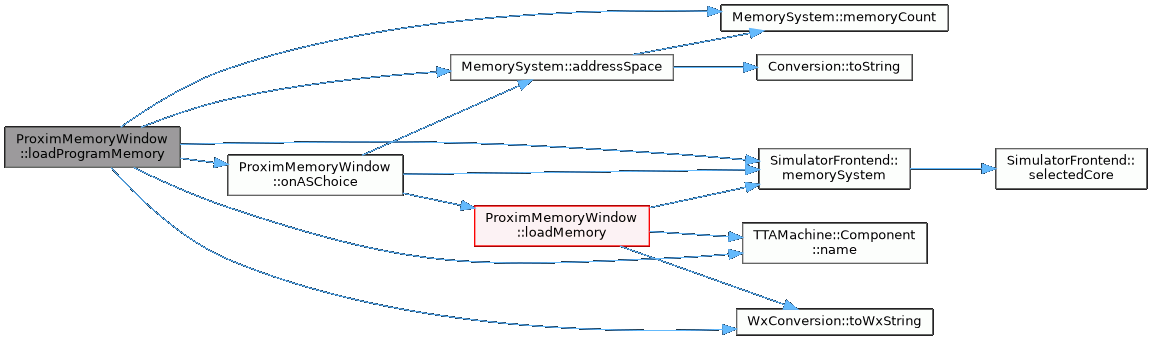 MemorySystem::memoryCount
MemorySystem::addressSpace
Conversion::toString
ProximMemoryWindow
::loadProgramMemory
ProximMemoryWindow
::onASChoice
SimulatorFrontend::
memorySystem
SimulatorFrontend::
selectedCore
ProximMemoryWindow
::loadMemory
TTAMachine::Component
::name
WxConversion::toWxString